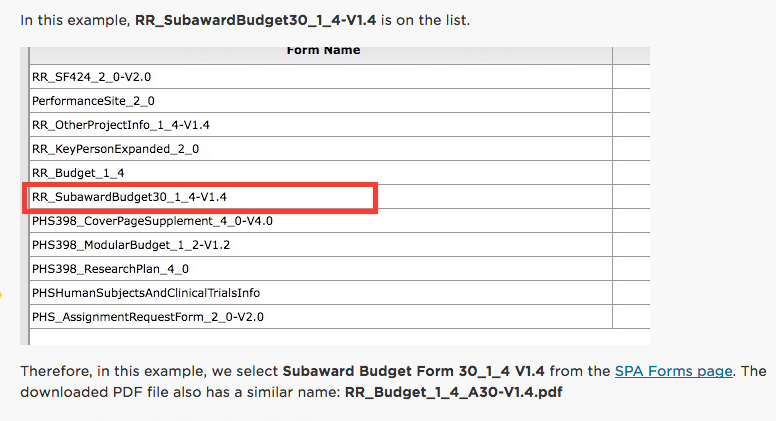 In this example, RR_SubawardBudget30_1_4-V1.4 is on the list.
Form Name
RR_SF424_2_0-V2.0
PerformanceSite_2_0
RR_OtherProjectInfo_1_4-V1.4
RR_KeyPersonExpanded_2_0
RR_Budget_1_4
RR_SubawardBudget30_1_4-V1.4
PHS398_CoverPageSupplement_4_0-V4.0
PHS398_ModularBudget_1_2-V1.2
PHS398_ResearchPlan_4_0
PHSHumanSubjectsAndClinicalTrialsInfo
PHS_AssignmentRequestForm_2_0-V2.0
Therefore, in this example, we select Subaward Budget Form 30_1_4 V1.4 from the SPA Forms page. The
downloaded PDF file also has a similar name: RR_Budget_1_4_A30-V1.4.pdf